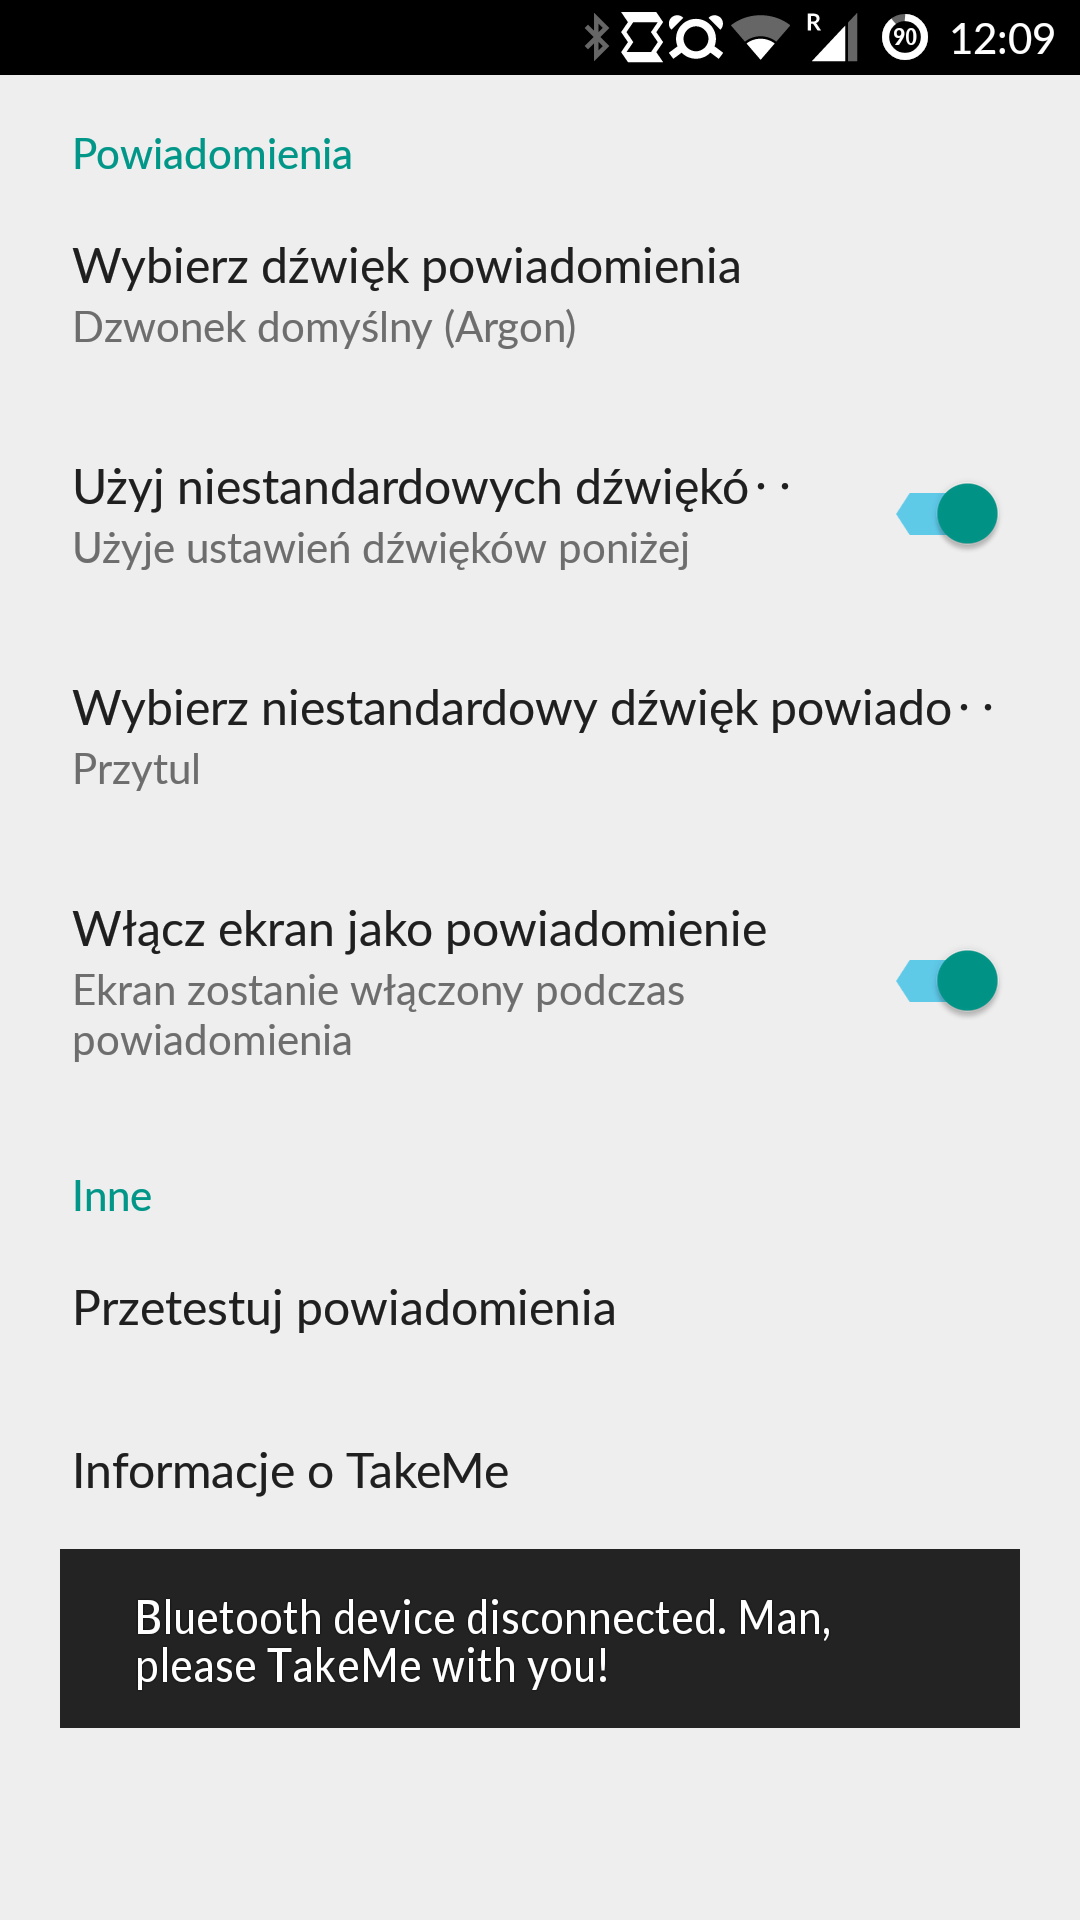 R 90 12:09
Powiadomienia
Wybierz dźwięk powiadomienia
Dzwonek domyślny (Argon)
Użyj niestandardowych dźwiękó··
Użyje ustawień dźwięków poniżej
Wybierz niestandardowy dźwięk powiado··
Przytul
Włącz ekran jako powiadomienie
Ekran zostanie włączony podczas
powiadomienia
Inne
Przetestuj powiadomienia
Informacje o TakeMe
Bluetooth device disconnected. Man,
please TakeMe with you!